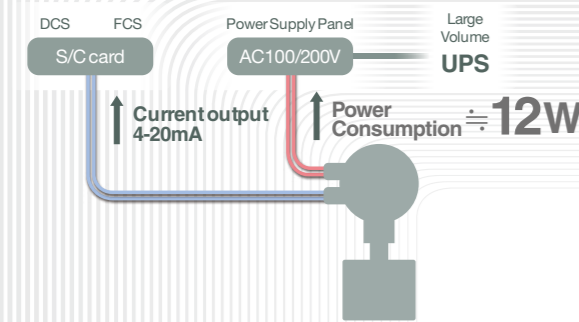 DCS FCS
S/C card
Power Supply Panel
AC100/200V
Large
Volume
UPS
Current output
4-20mA
Power
Consumption ≒12W